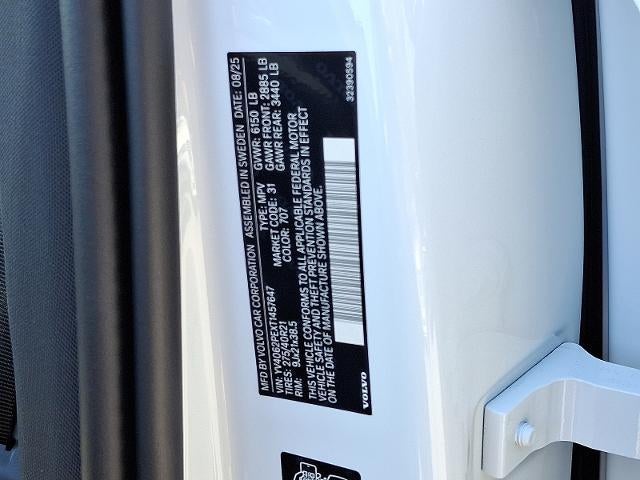 MFD BY VOLVO CAR CORPORATION ASSEMBLED IN SWEDEN DATE: 08/25
VIN: YV4062PEXT1457647 TYPE: MPV GVWR: 6150 LB
TIRES: 275/40R21 MARKET CODE: 31 GAWR FRONT: 2885 LB
RIM: 9Jx21x38.5 COLOR: 707 GAWR REAR: 3440 LB
THIS VEHICLE CONFORMS TO ALL APPLICABLE FEDERAL MOTOR
VEHICLE SAFETY AND THEFT PREVENTION STANDARDS IN EFFECT
ON THE DATE OF MANUFACTURE SHOWN ABOVE.
VOLVO 32390594